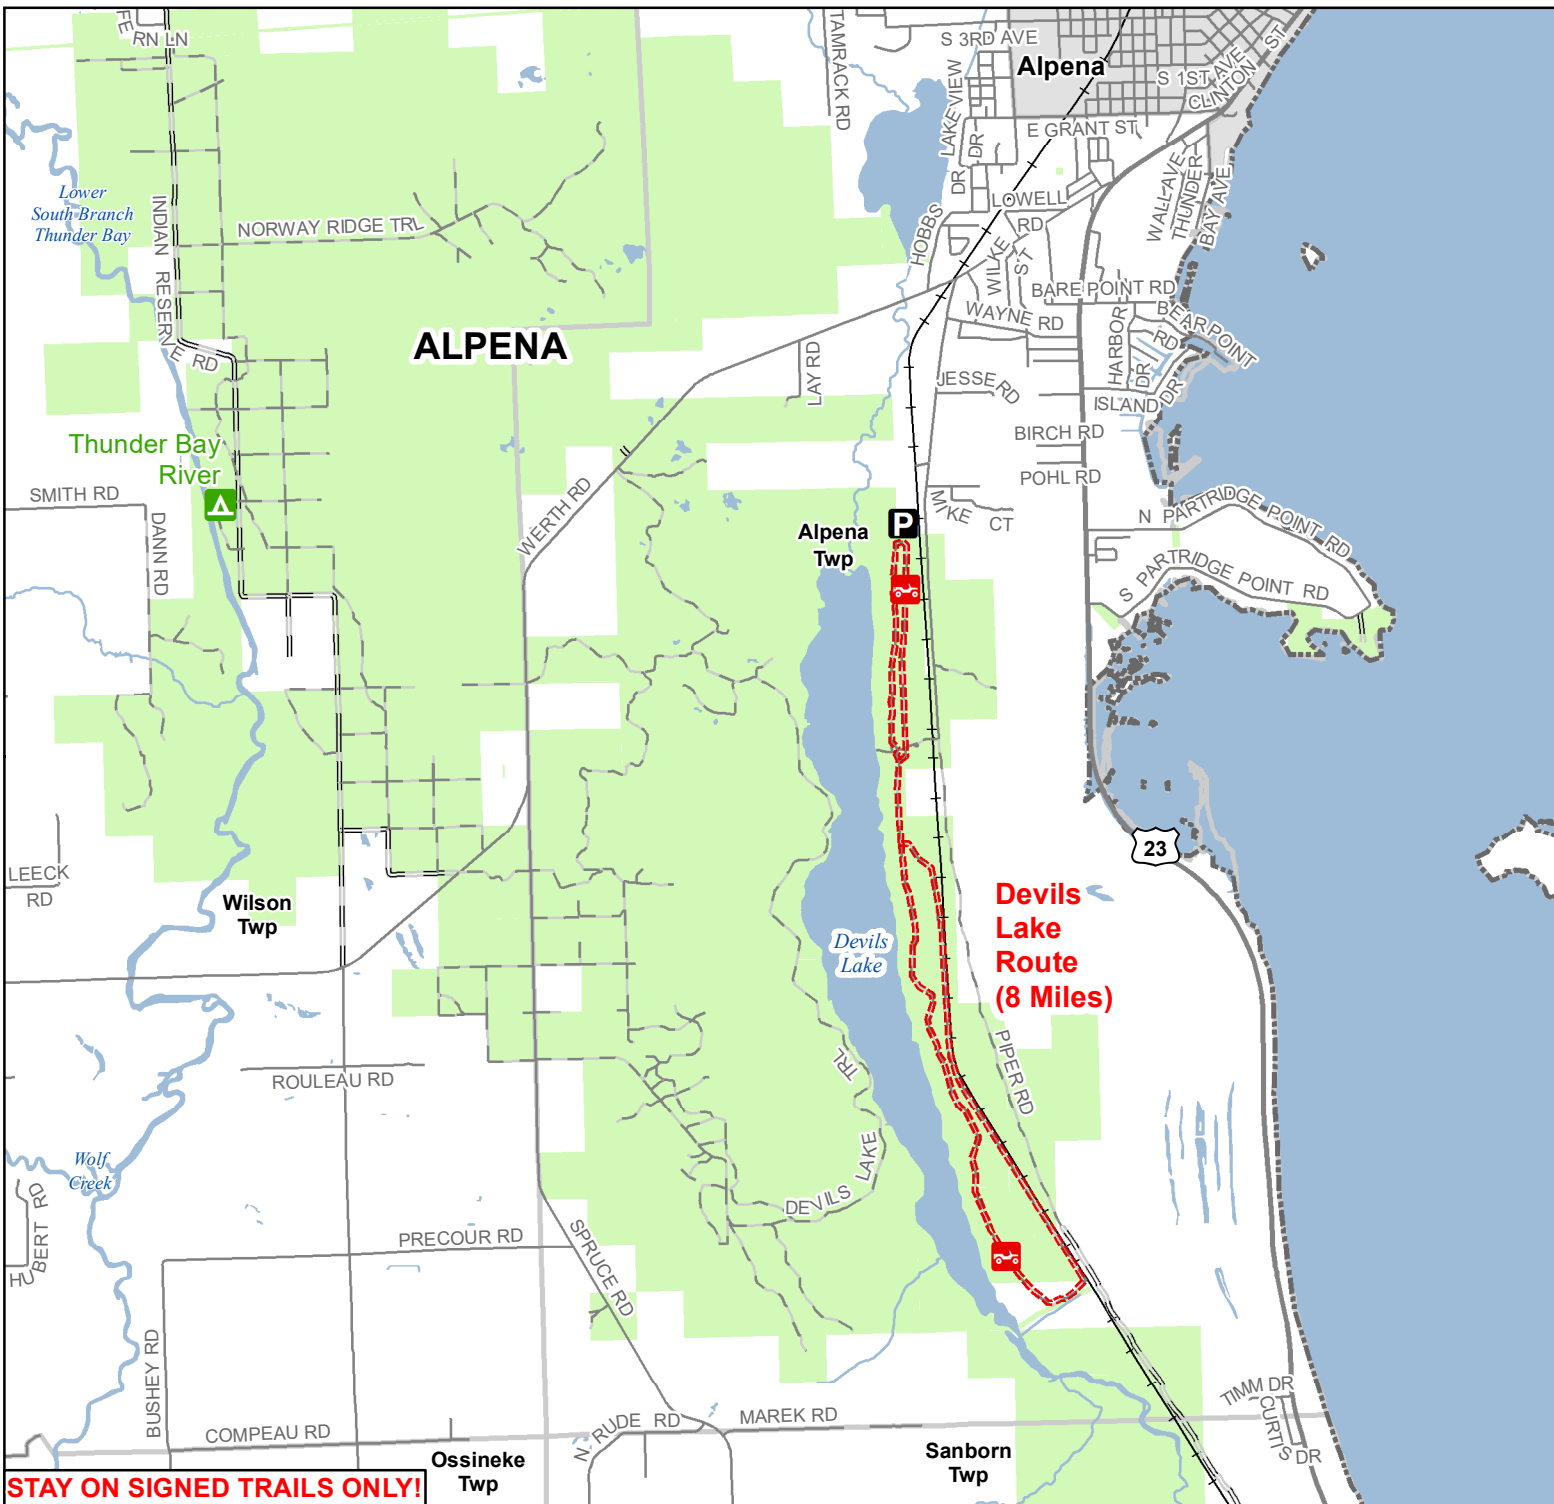 FERN LN
TAMRACK RD
S 3RD AVE
Alpena
S 1ST AVE
CLINTON ST
LAKEVIEW DR
DR
E GRANT ST
Lower
South Branch
Thunder Bay
INDIAN RESERVE RD
NORWAY RIDGE TRL
HOBBS DR
LOWELL RD
WILKE ST
WALL AVE
THUNDER BAY AVE
BARE POINT RD
BEAR POINT RD
WAYNE RD
HARBOR DR
ALPENA
LAY RD
JESSE RD
ISLAND DR
BIRCH RD
POHL RD
Thunder Bay
River
SMITH RD
DANN RD
WERTH RD
MIKE CT
N PARTRIDGE POINT RD
P
Alpena
Twp
S PARTRIDGE POINT RD
23
LEECK
RD
Wilson
Twp
Devils
Lake
Devils
Lake
Route
(8 Miles)
PIPER RD
ROULEAU RD
DEVILS LAKE TRL
Wolf
Creek
HUBERT RD
PRECOUR RD
SPRUCE RD
BUSHEY RD
COMPEAU RD
N RUDE RD
MAREK RD
TIMM DR
CURTIS DR
Ossineke
Twp
Sanborn
Twp
STAY ON SIGNED TRAILS ONLY!